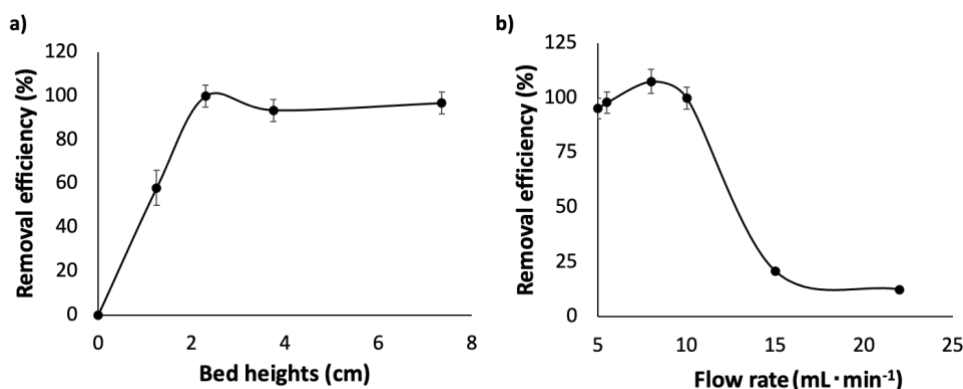 a)
Removal efficiency (%)
120
100
80
60
40
20
0
0 2 4 6 8
Bed heights (cm)
b)
Removal efficiency (%)
125
100
75
50
25
0
5 10 15 20 25
Flow rate (mL·min⁻¹)